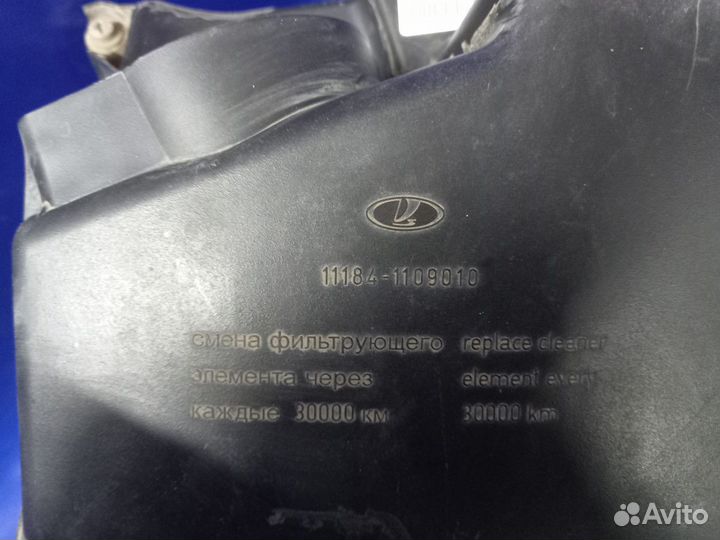 11184-1109010
смена фильтрующего replace cleaner
элемента через element every
каждые 30000 км 30000 km
Avito